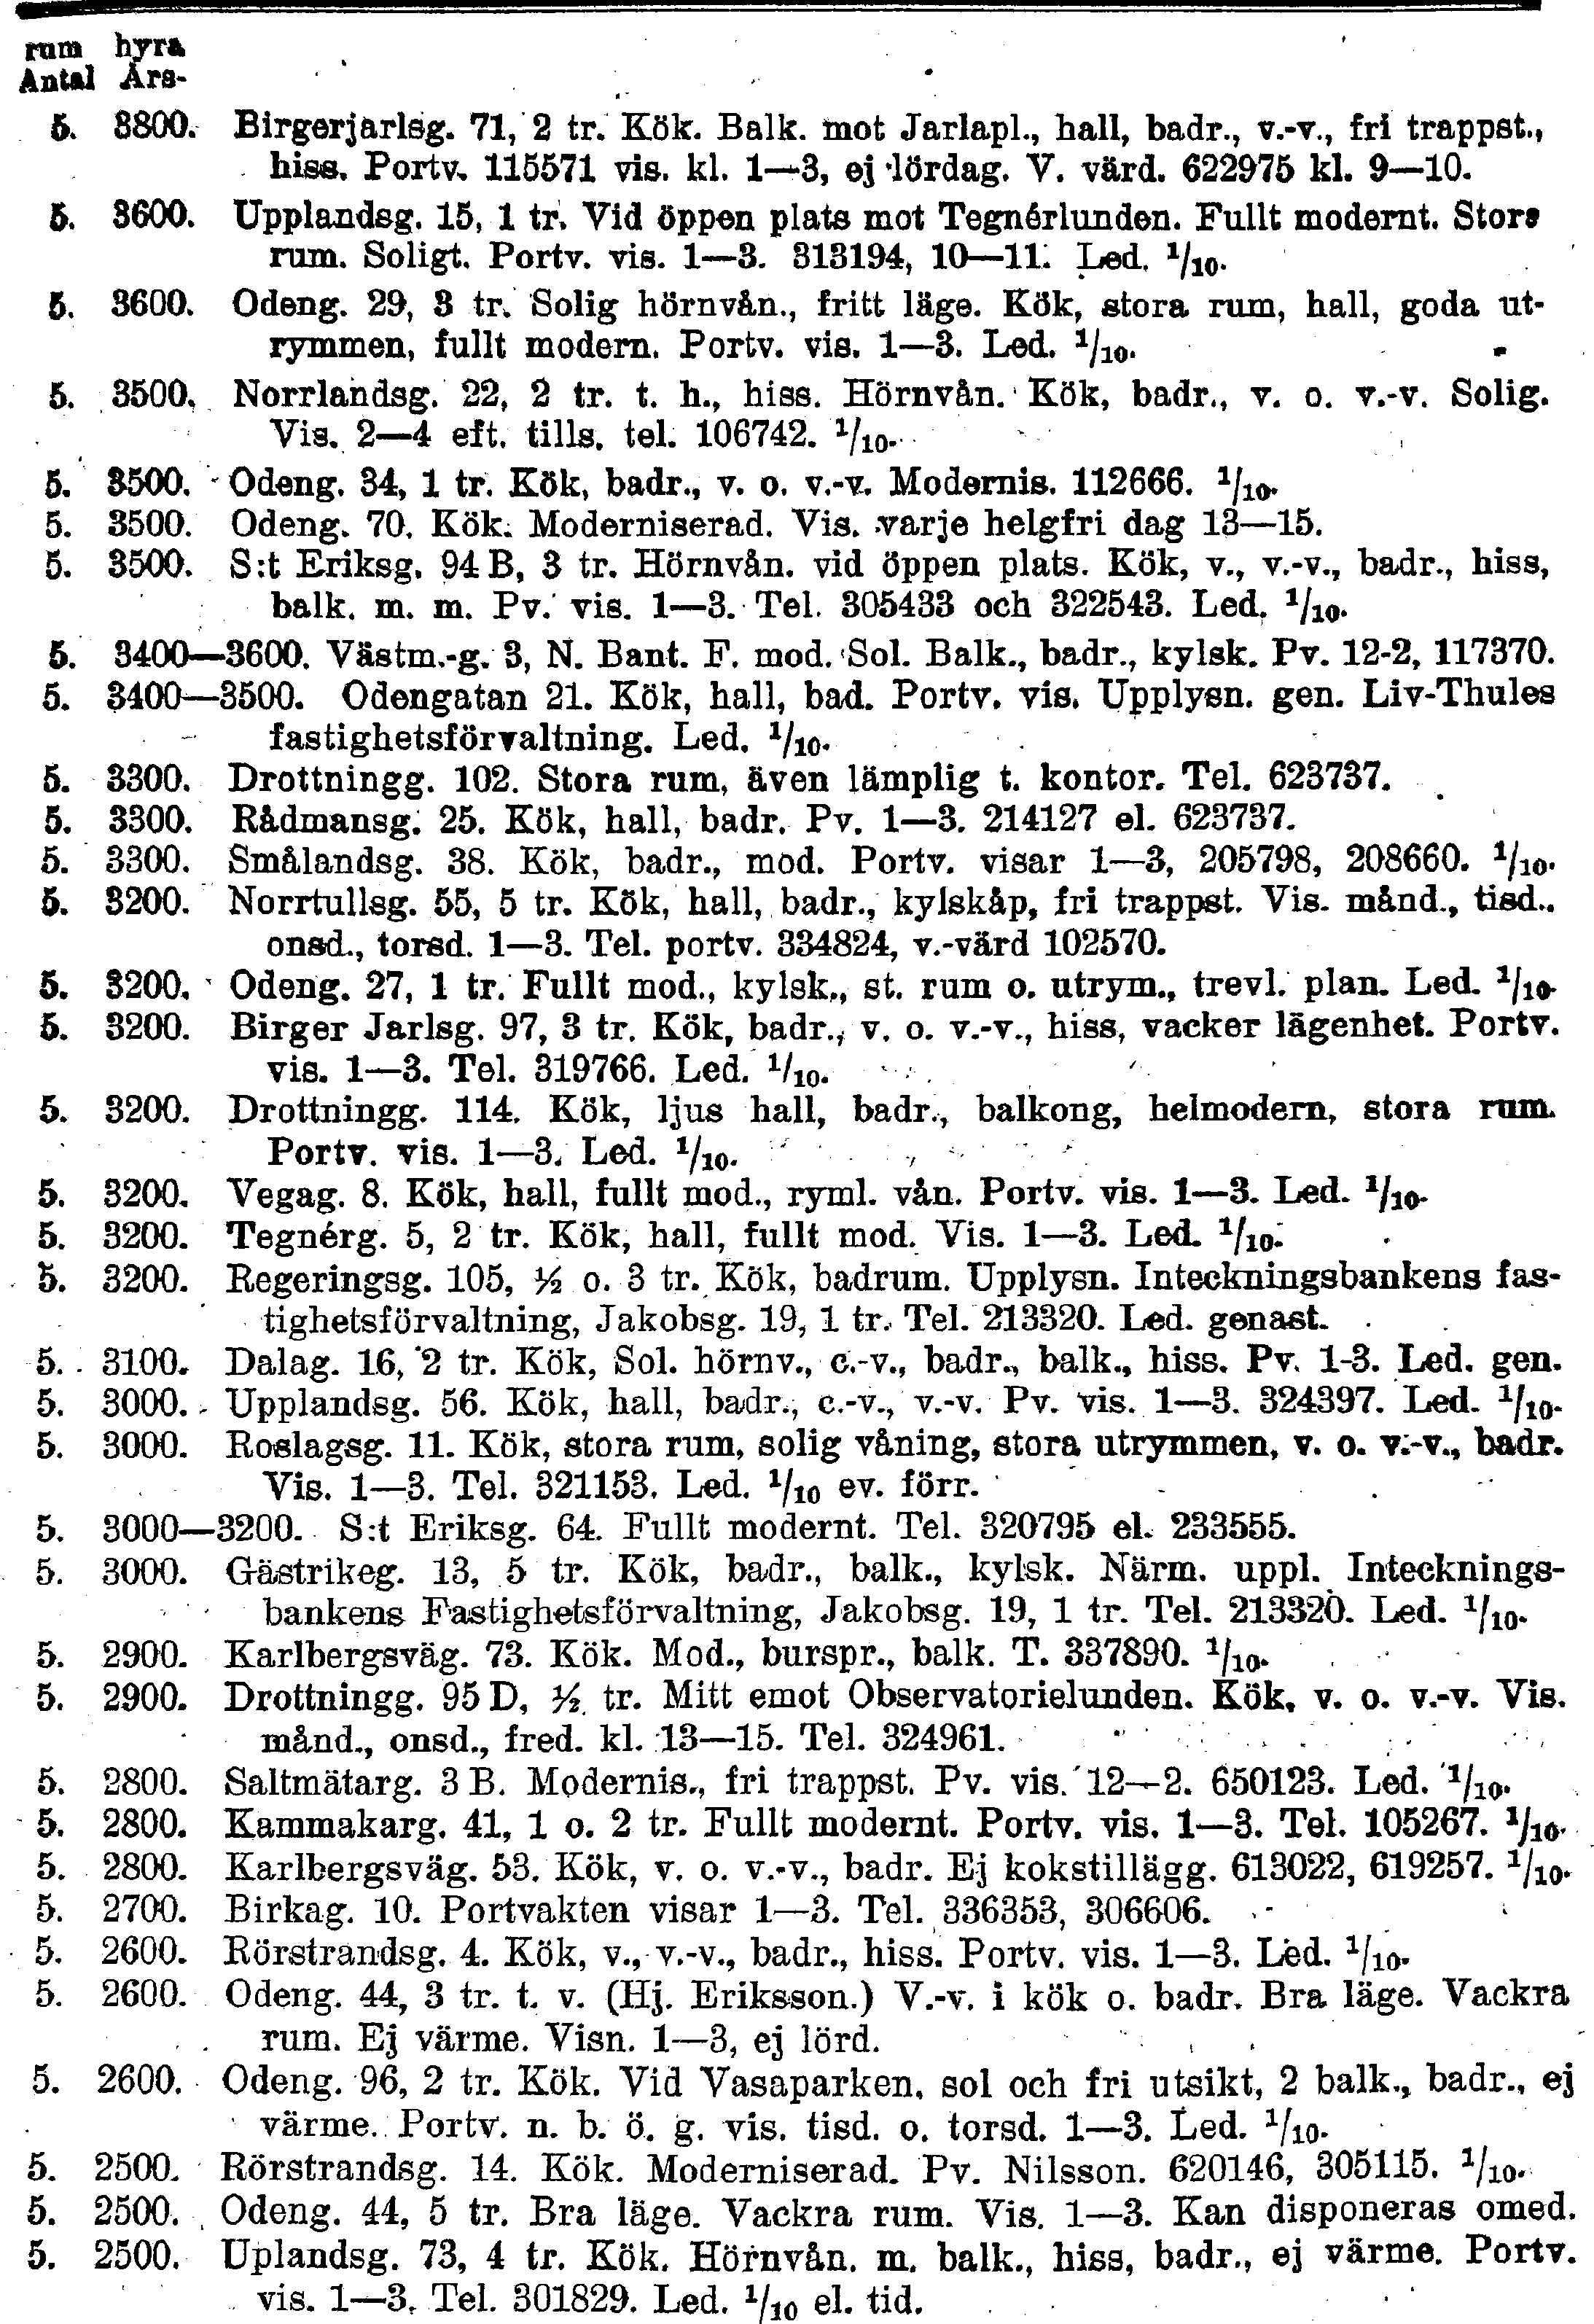 rum hyra
Antal Års-
5. 3800. Birgerjarlsg. 71, 2 tr. Kök. Balk. mot Jarlapl., hall, badr., v.-v., fri trappst.,
hiss. Portv. 115571 vis. kl. 1—3, ej lördag. V. värd. 622975 kl. 9—10.
5. 3600. Upplandsg. 15, 1 tr. Vid öppen plats mot Tegnérlunden. Fullt modernt. Stora
rum. Soligt. Portv. vis. 1—3. 313194, 10—11. Led. 1/10.
5. 3600. Odeng. 29, 3 tr. Solig hörnvån., fritt läge. Kök, stora rum, hall, goda ut-
rymmen, fullt modern. Portv. vis. 1—3. Led. 1/10.
5. 3500. Norrlandsg. 22, 2 tr. t. h., hiss. Hörnvån. Kök, badr., v. o. v.-v. Solig.
Vis. 2—4 eft. tills. tel. 106742. 1/10.
5. 3500. Odeng. 34, 1 tr. Kök, badr., v. o. v.-v. Modernis. 112666. 1/10.
5. 3500. Odeng. 70. Kök. Moderniserad. Vis. varje helgfri dag 13—15.
5. 3500. S:t Eriksg. 94 B, 3 tr. Hörnvån. vid öppen plats. Kök, v., v.-v., badr., hiss,
balk. m. m. Pv. vis. 1—3. Tel. 305433 och 322543. Led. 1/10.
5. 3400—3600. Västm.-g. 3, N. Bant. F. mod. Sol. Balk., badr., kylsk. Pv. 12-2, 117370.
5. 3400—3500. Odengatan 21. Kök, hall, bad. Portv. vis. Upplysn. gen. Liv-Thules
fastighetsförvaltning. Led. 1/10.
5. 3300. Drottningg. 102. Stora rum, även lämplig t. kontor. Tel. 623737.
5. 3300. Rådmansg. 25. Kök, hall, badr. Pv. 1—3. 214127 el. 623737.
5. 3300. Smålandsg. 38. Kök, badr., mod. Portv. visar 1—3, 205798, 208660. 1/10.
5. 3200. Norrtullsg. 55, 5 tr. Kök, hall, badr., kylskåp, fri trappst. Vis. månd., tisd.,
onsd., torsd. 1—3. Tel. portv. 334824, v.-värd 102570.
5. 3200. Odeng. 27, 1 tr. Fullt mod., kylsk., st. rum o. utrym., trevl. plan. Led. 1/10.
5. 3200. Birger Jarlsg. 97, 3 tr. Kök, badr., v. o. v.-v., hiss, vacker lägenhet. Portv.
vis. 1—3. Tel. 319766. Led. 1/10.
5. 3200. Drottningg. 114. Kök, ljus hall, badr., balkong, helmodern, stora rum.
Portv. vis. 1—3. Led. 1/10.
5. 3200. Vegag. 8. Kök, hall, fullt mod., ryml. vån. Portv. vis. 1—3. Led. 1/10.
5. 3200. Tegnérg. 5, 2 tr. Kök, hall, fullt mod. Vis. 1—3. Led. 1/10.
5. 3200. Regeringsg. 105, ½ o. 3 tr. Kök, badrum. Upplysn. Inteckningsbankens fas-
tighetsförvaltning, Jakobsg. 19, 1 tr. Tel. 213320. Led. genast.
5. 3100. Dalag. 16, 2 tr. Kök, Sol. hörnv., c.-v., badr., balk., hiss. Pv. 1-3. Led. gen.
5. 3000. Upplandsg. 56. Kök, hall, badr., c.-v., v.-v. Pv. vis. 1—3. 324397. Led. 1/10.
5. 3000. Roslagsg. 11. Kök, stora rum, solig våning, stora utrymmen, v. o. v.-v., badr.
Vis. 1—3. Tel. 321153. Led. 1/10 ev. förr.
5. 3000—3200. S:t Eriksg. 64. Fullt modernt. Tel. 320795 el. 233555.
5. 3000. Gästrikeg. 13, 5 tr. Kök, badr., balk., kylsk. Närm. uppl. Intecknings-
bankens Fastighetsförvaltning, Jakobsg. 19, 1 tr. Tel. 213320. Led. 1/10.
5. 2900. Karlbergsväg. 73. Kök. Mod., burspr., balk. T. 337890. 1/10.
5. 2900. Drottningg. 95 D, ½ tr. Mitt emot Observatorielunden. Kök, v. o. v.-v. Vis.
månd., onsd., fred. kl. 13—15. Tel. 324961.
5. 2800. Saltmätarg. 3 B. Modernis., fri trappst. Pv. vis. 12—2. 650123. Led. 1/10.
5. 2800. Kammakarg. 41, 1 o. 2 tr. Fullt modernt. Portv. vis. 1—3. Tel. 105267. 1/10.
5. 2800. Karlbergsväg. 53. Kök, v. o. v.-v., badr. Ej kokstillägg. 613022, 619257. 1/10.
5. 2700. Birkag. 10. Portvakten visar 1—3. Tel. 336353, 306606.
5. 2600. Rörstrandsg. 4. Kök, v., v.-v., badr., hiss. Portv. vis. 1—3. Led. 1/10.
5. 2600. Odeng. 44, 3 tr. t. v. (Hj. Eriksson.) V.-v. i kök o. badr. Bra läge. Vackra
rum. Ej värme. Visn. 1—3, ej lörd.
5. 2600. Odeng. 96, 2 tr. Kök. Vid Vasaparken, sol och fri utsikt, 2 balk., badr., ej
värme. Portv. n. b. ö. g. vis. tisd. o. torsd. 1—3. Led. 1/10.
5. 2500. Rörstrandsg. 14. Kök. Moderniserad. Pv. Nilsson. 620146, 305115. 1/10.
5. 2500. Odeng. 44, 5 tr. Bra läge. Vackra rum. Vis. 1—3. Kan disponeras omed.
5. 2500. Uplandsg. 73, 4 tr. Kök. Hörnvån. m. balk., hiss, badr., ej värme. Portv.
vis. 1—3. Tel. 301829. Led. 1/10 el. tid.